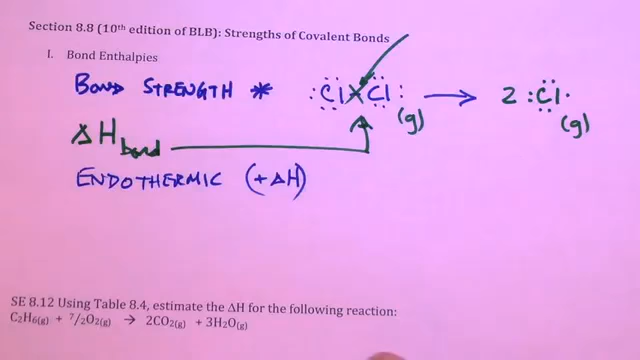 Section 8.8 (10th edition of BLB): Strengths of Covalent Bonds
I. Bond Enthalpies
BOND STRENGTH * :Cl×Cl: (g) → 2 :Cl· (g)
ΔH bond
ENDOTHERMIC (+ΔH)
SE 8.12 Using Table 8.4, estimate the ΔH for the following reaction:
C₂H₆(g) + ⁷/₂O₂(g) → 2CO₂(g) + 3H₂O(g)